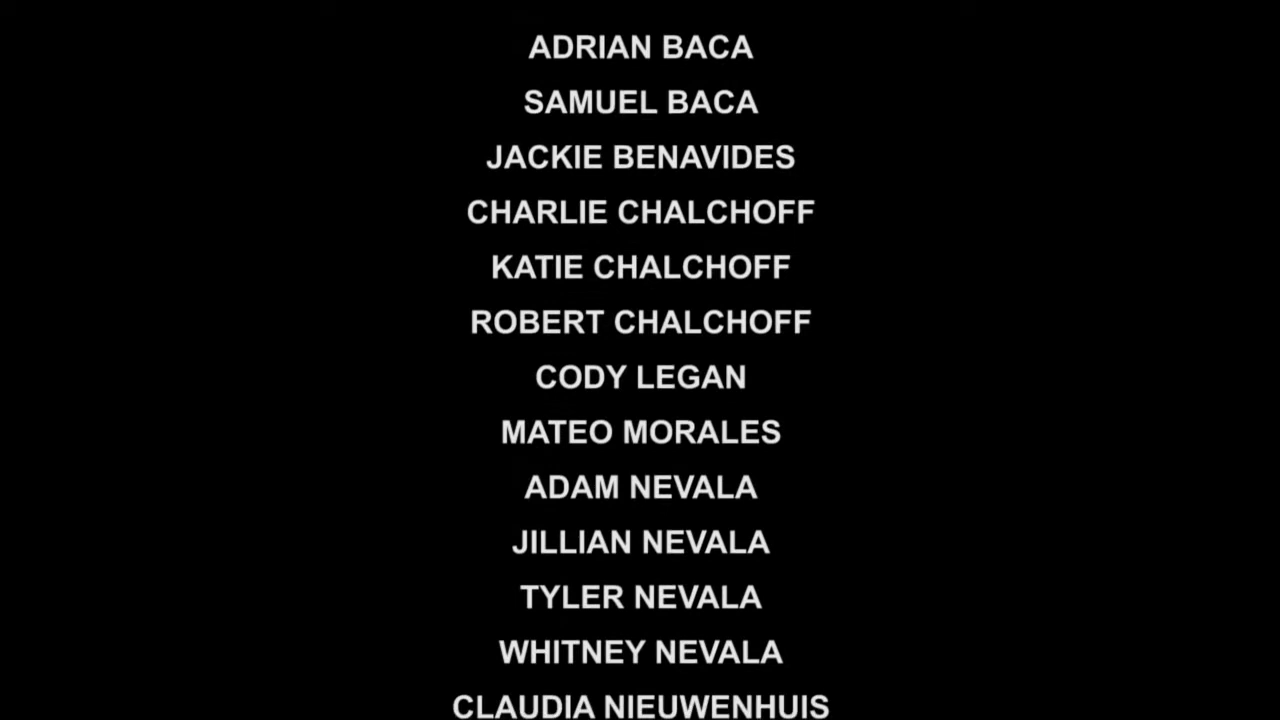 ADRIAN BACA
SAMUEL BACA
JACKIE BENAVIDES
CHARLIE CHALCHOFF
KATIE CHALCHOFF
ROBERT CHALCHOFF
CODY LEGAN
MATEO MORALES
ADAM NEVALA
JILLIAN NEVALA
TYLER NEVALA
WHITNEY NEVALA
CLAUDIA NIEUWENHUIS